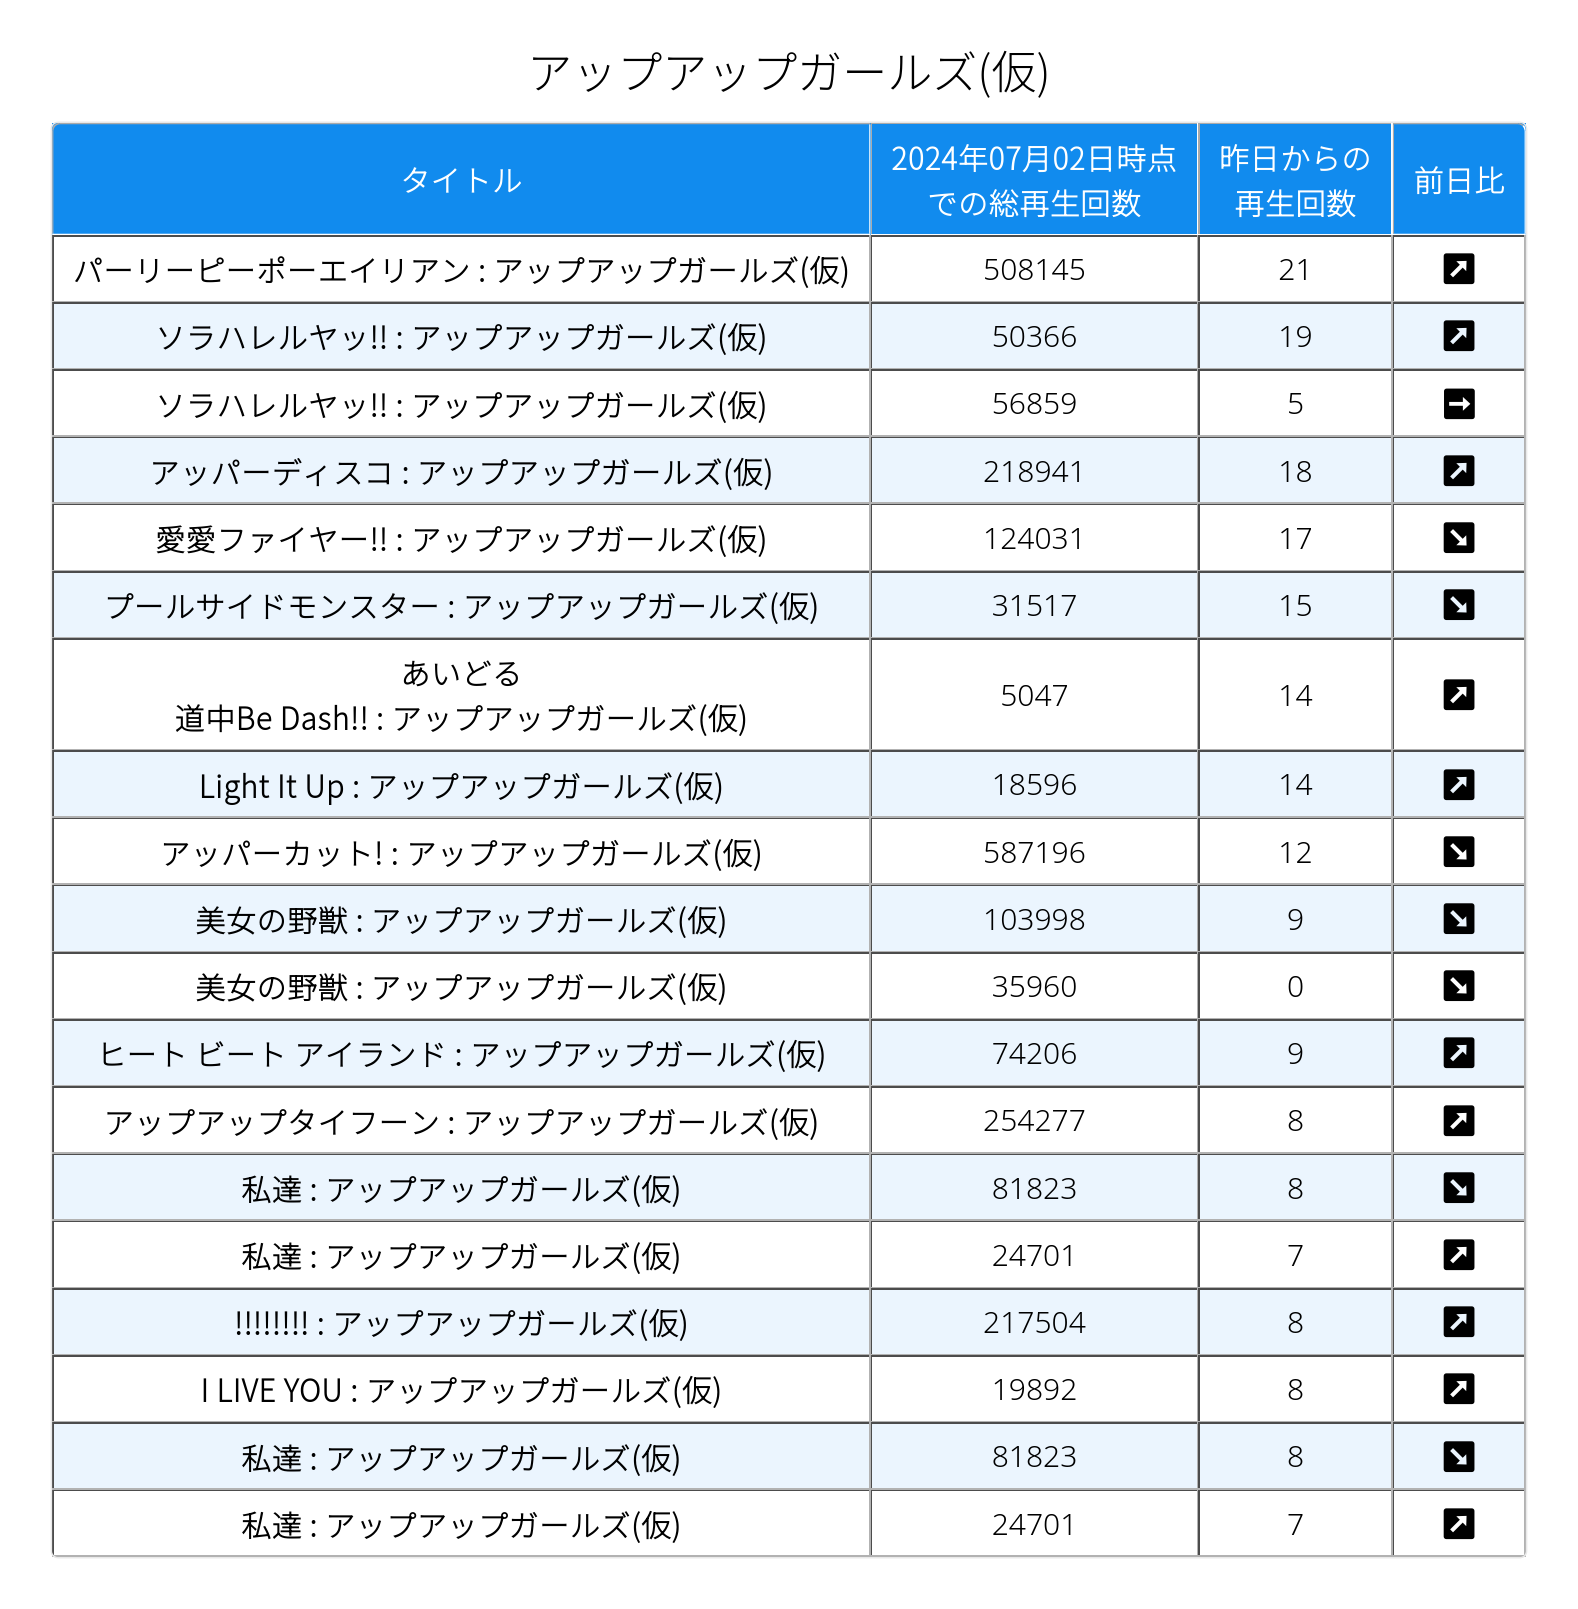 アップアップガールズ(仮)
タイトル
2024年07月02日時点
での総再生回数
昨日からの
再生回数
前日比
パーリーピーポーエイリアン : アップアップガールズ(仮) 508145 21
ソラハレルヤッ!! : アップアップガールズ(仮) 50366 19
ソラハレルヤッ!! : アップアップガールズ(仮) 56859 5
アッパーディスコ : アップアップガールズ(仮) 218941 18
愛愛ファイヤー!! : アップアップガールズ(仮) 124031 17
プールサイドモンスター : アップアップガールズ(仮) 31517 15
あいどる
道中Be Dash!! : アップアップガールズ(仮) 5047 14
Light It Up : アップアップガールズ(仮) 18596 14
アッパーカット! : アップアップガールズ(仮) 587196 12
美女の野獣 : アップアップガールズ(仮) 103998 9
美女の野獣 : アップアップガールズ(仮) 35960 0
ヒート ビート アイランド : アップアップガールズ(仮) 74206 9
アップアップタイフーン : アップアップガールズ(仮) 254277 8
私達 : アップアップガールズ(仮) 81823 8
私達 : アップアップガールズ(仮) 24701 7
!!!!!!!! : アップアップガールズ(仮) 217504 8
I LIVE YOU : アップアップガールズ(仮) 19892 8
私達 : アップアップガールズ(仮) 81823 8
私達 : アップアップガールズ(仮) 24701 7